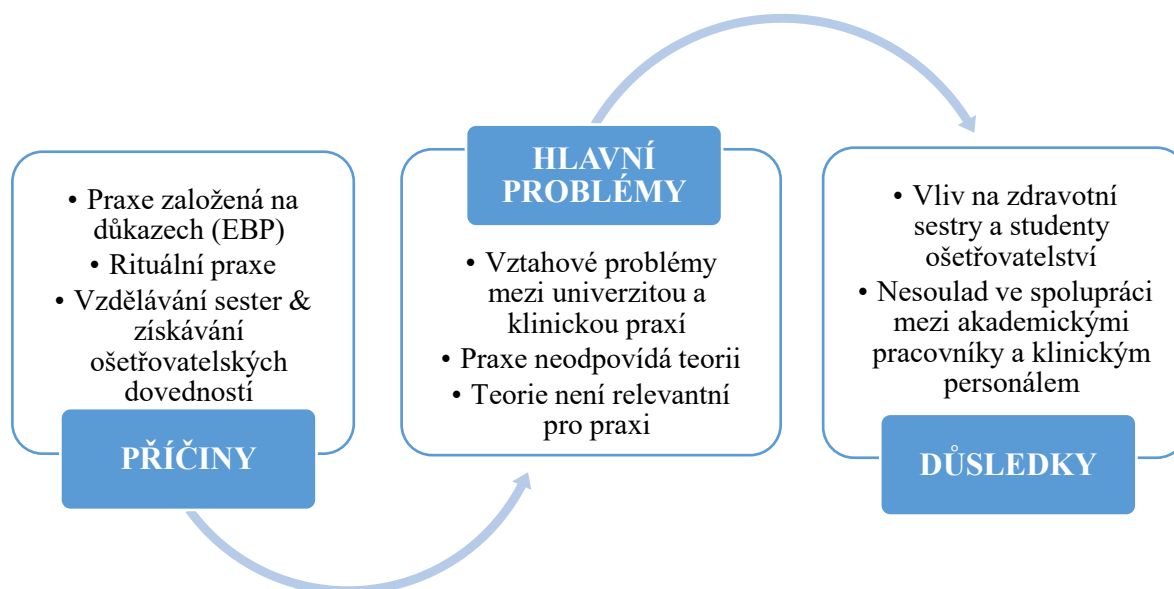 • Praxe založená na
důkazech (EBP)
• Rituální praxe
• Vzdělávání sester &
získávání
ošetřovatelských
dovedností
PŘÍČINY
HLAVNÍ
PROBLÉMY
• Vztahové problémy
mezi univerzitou a
klinickou praxí
• Praxe neodpovídá teorii
• Teorie není relevantní
pro praxi
• Vliv na zdravotní
sestry a studenty
ošetřovatelství
• Nesoulad ve spolupráci
mezi akademickými
pracovníky a klinickým
personálem
DŮSLEDKY